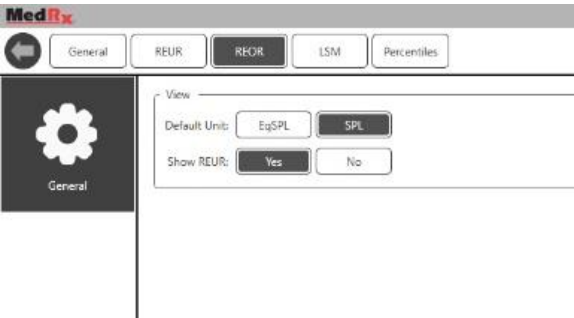 MedRx
General REUR REOR LSM Percentiles
View
Default Unit: EqSPL SPL
Show REUR: Yes No
General